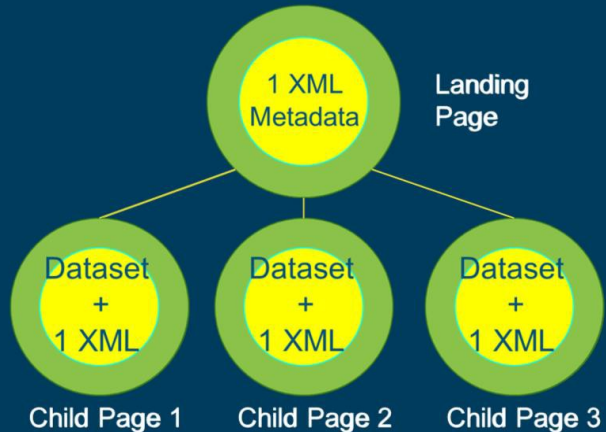 1 XML
Metadata
Landing
Page
Dataset
+
1 XML
Dataset
+
1 XML
Dataset
+
1 XML
Child Page 1
Child Page 2
Child Page 3